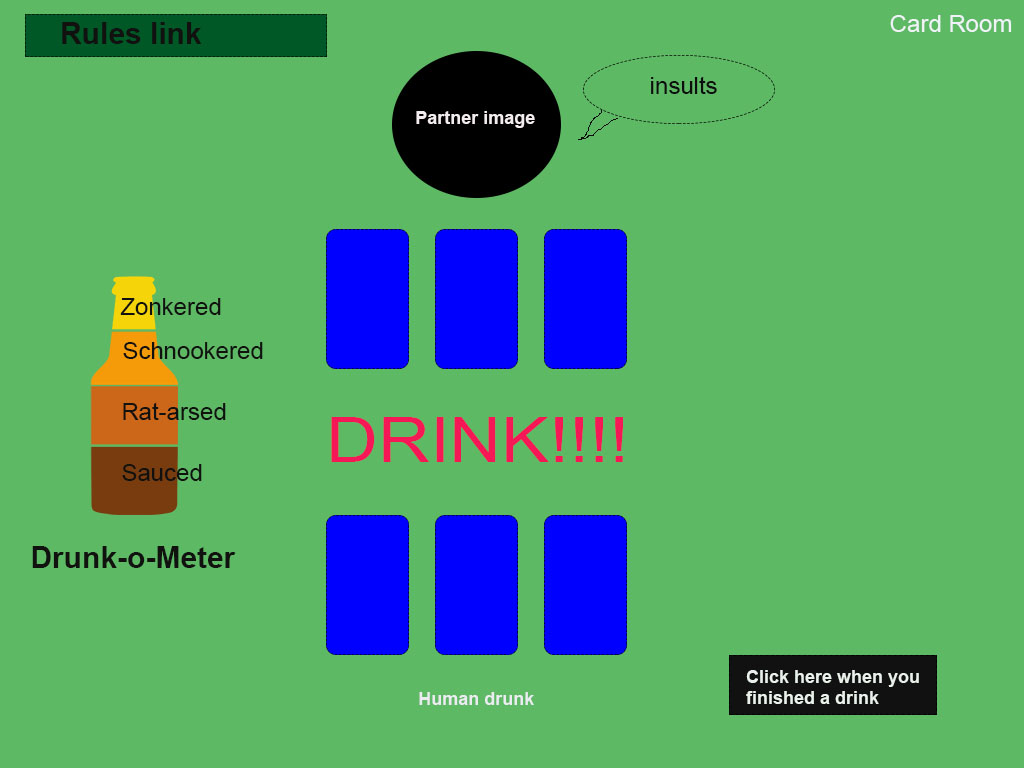 Rules link
Card Room
Partner image
insults
Zonkered
Schnookered
Rat-arsed
Sauced
DRINK!!!!
Drunk-o-Meter
Human drunk
Click here when you
finished a drink